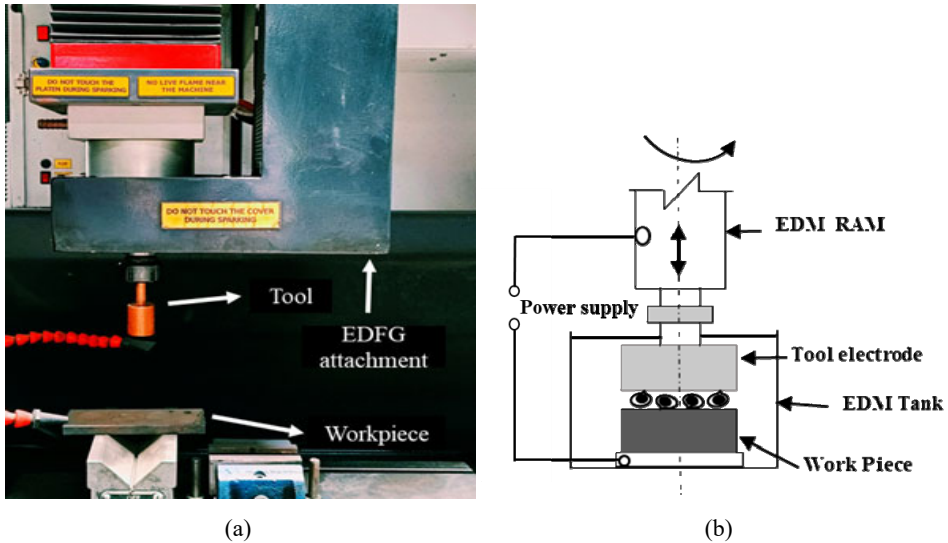 DO NOT TOUCH THE
PLATEN DURING SPARKING
NO LIVE FLAME NEAR
THE MACHINE
DO NOT TOUCH THE COVER
DURING SPARKING
Tool
EDFG
attachment
Workpiece
(a)
EDM RAM
Power supply
Tool electrode
EDM Tank
Work Piece
(b)